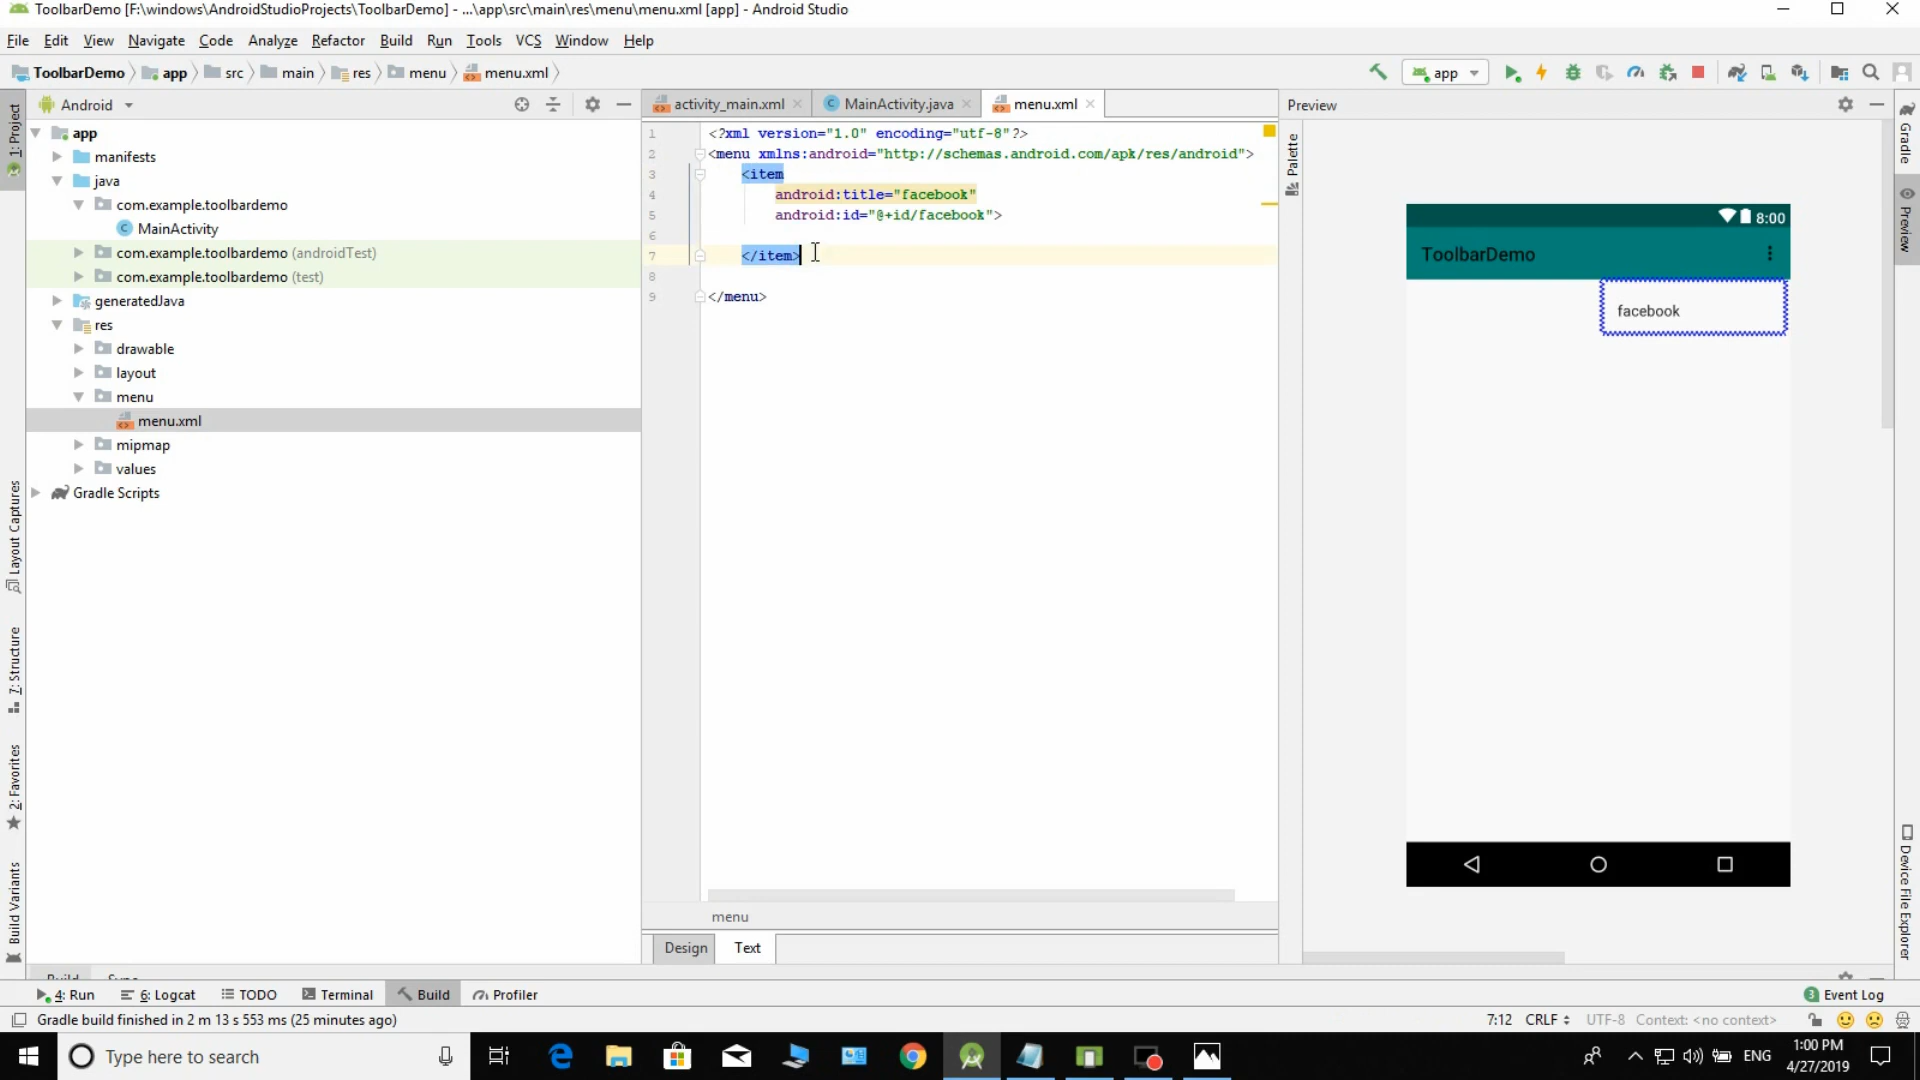 ToolbarDemo [F:\windows\AndroidStudioProjects\ToolbarDemo] - ...\app\src\main\res\menu\menu.xml [app] - Android Studio
File Edit View Navigate Code Analyze Refactor Build Run Tools VCS Window Help
ToolbarDemo app src main res menu menu.xml
app
Android
activity_main.xml MainActivity.java menu.xml
Preview
1: Project
Layout Captures
7: Structure
2: Favorites
Build Variants
app
manifests
java
com.example.toolbardemo
MainActivity
com.example.toolbardemo (androidTest)
com.example.toolbardemo (test)
generatedJava
res
drawable
layout
menu
menu.xml
mipmap
values
Gradle Scripts
1 <?xml version="1.0" encoding="utf-8"?>
2 <menu xmlns:android="http://schemas.android.com/apk/res/android">
3 <item
4 android:title="facebook"
5 android:id="@+id/facebook">
6
7 </item>
8
9 </menu>
menu
Design Text
Palette
8:00
ToolbarDemo
facebook
Gradle
Preview
Device File Explorer
Build Sync
4: Run 6: Logcat TODO Terminal Build Profiler
3 Event Log
Gradle build finished in 2 m 13 s 553 ms (25 minutes ago)
7:12 CRLF UTF-8 Context: <no context>
Type here to search
ENG
1:00 PM
4/27/2019